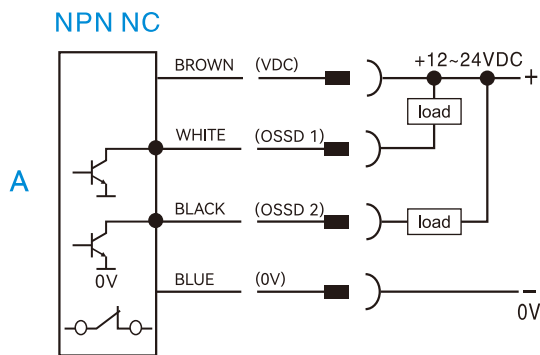 NPN NC
+12~24VDC
BROWN (VDC)
+
load
WHITE (OSSD 1)
A
BLACK (OSSD 2)
load
0V
BLUE (0V)
−
0V